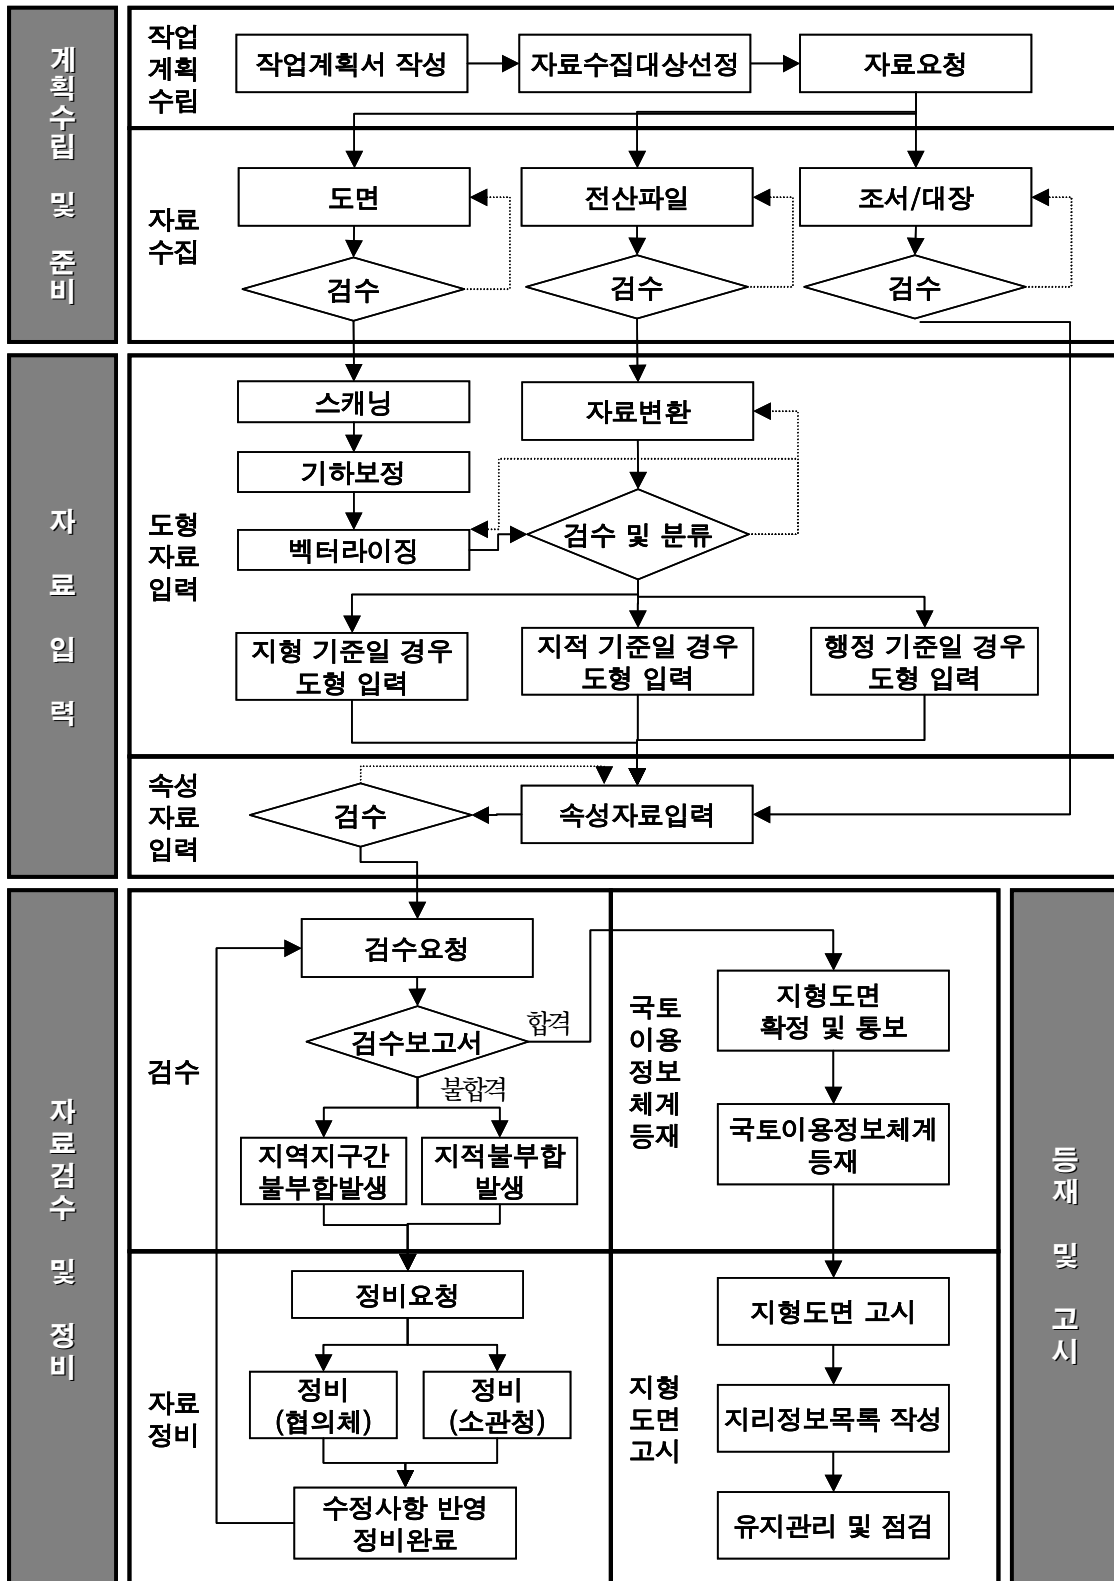 계획수립 및 준비
작업
계획
수립
작업계획서 작성
자료수집대상선정
자료요청
자료
수집
도면
전산파일
조서/대장
검수
검수
검수
자료입력
도형
자료
입력
스캐닝
자료변환
기하보정
벡터라이징
검수 및 분류
지형 기준일 경우
도형 입력
지적 기준일 경우
도형 입력
행정 기준일 경우
도형 입력
속성
자료
입력
검수
속성자료입력
자료검수 및 정비
검수
검수요청
검수보고서
합격
불합격
지역지구간
불부합발생
지적불부합
발생
자료
정비
정비요청
정비
(협의체)
정비
(소관청)
수정사항 반영
정비완료
국토
이용
정보
체계
등재
지형도면
확정 및 통보
국토이용정보체계
등재
지형
도면
고시
지형도면 고시
지리정보목록 작성
유지관리 및 점검
등재 및 고시